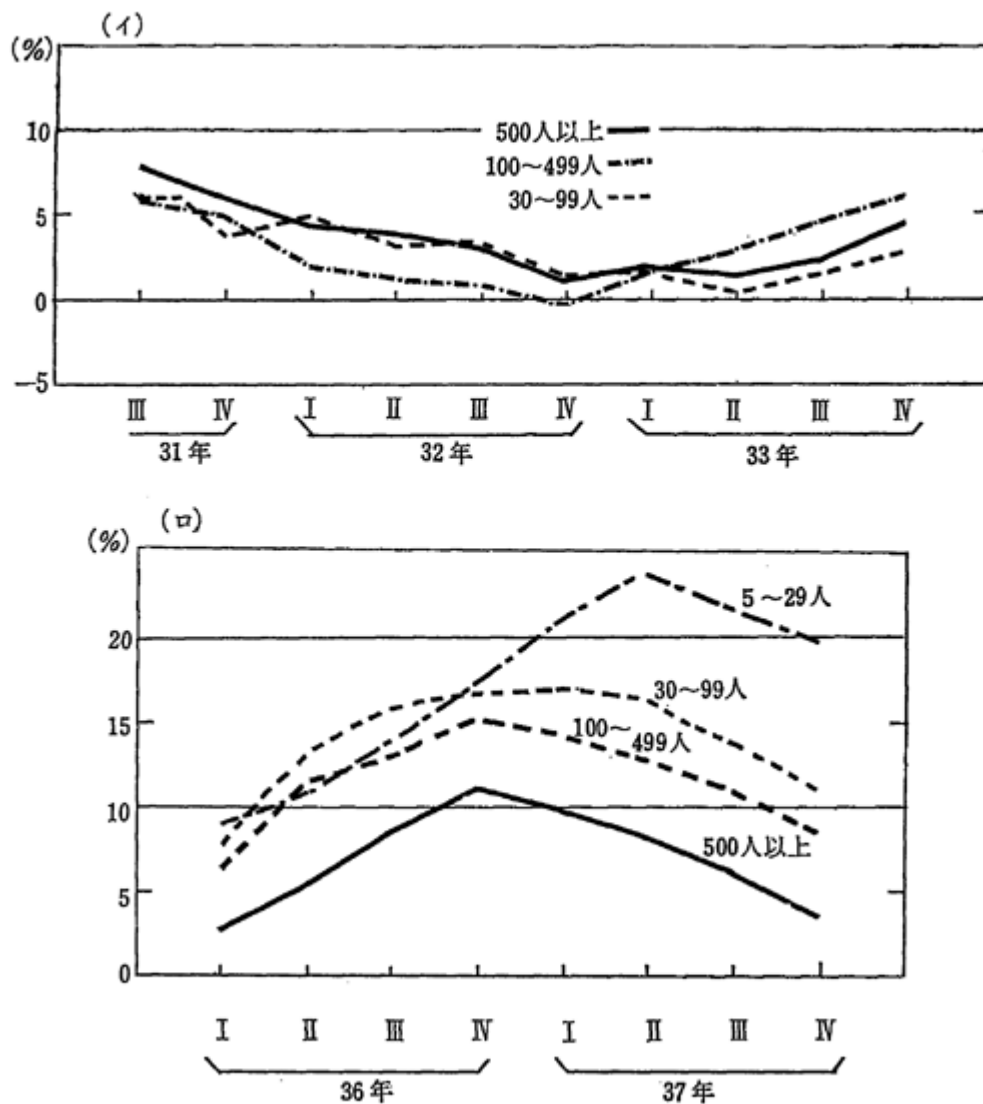 (イ)
(%)
10
5
0
−5
500人以上
100〜499人
30〜99人
Ⅲ Ⅳ Ⅰ Ⅱ Ⅲ Ⅳ Ⅰ Ⅱ Ⅲ Ⅳ
31年 32年 33年
(ロ)
(%)
20
15
10
5
0
5〜29人
30〜99人
100〜
499人
500人以上
Ⅰ Ⅱ Ⅲ Ⅳ Ⅰ Ⅱ Ⅲ Ⅳ
36年 37年